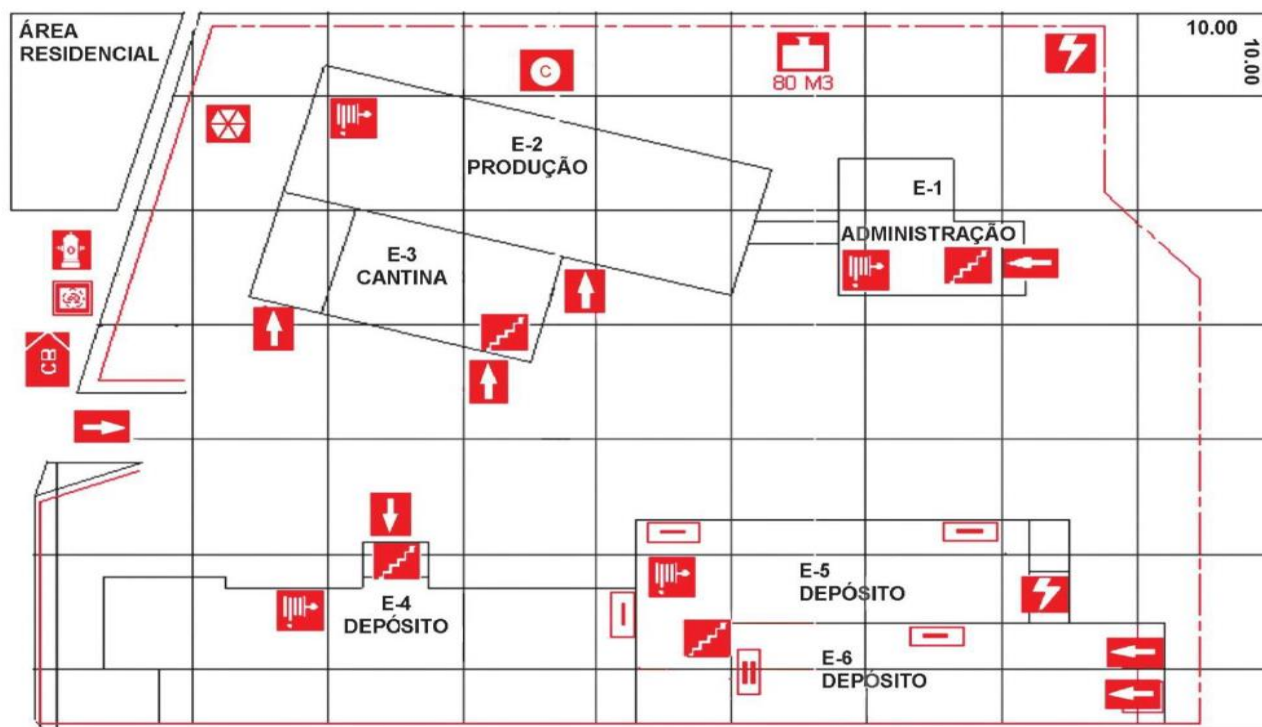 ÁREA
RESIDENCIAL
C
80 M3
10.00
10.00
E-2
PRODUÇÃO
E-1
ADMINISTRAÇÃO
E-3
CANTINA
CB
E-4
DEPÓSITO
E-5
DEPÓSITO
E-6
DEPÓSITO